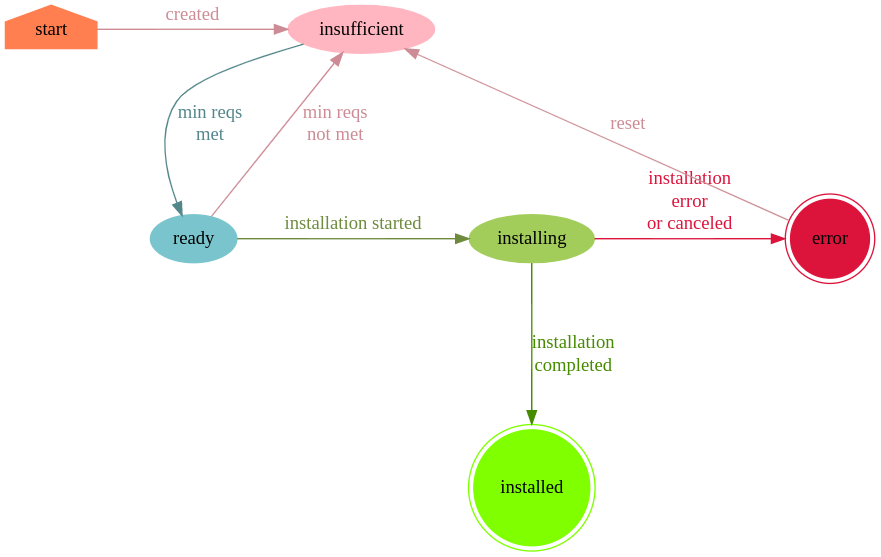 start
created
insufficient
min reqs
met
min reqs
not met
reset
installation
error
or canceled
ready
installation started
installing
error
installation
completed
installed